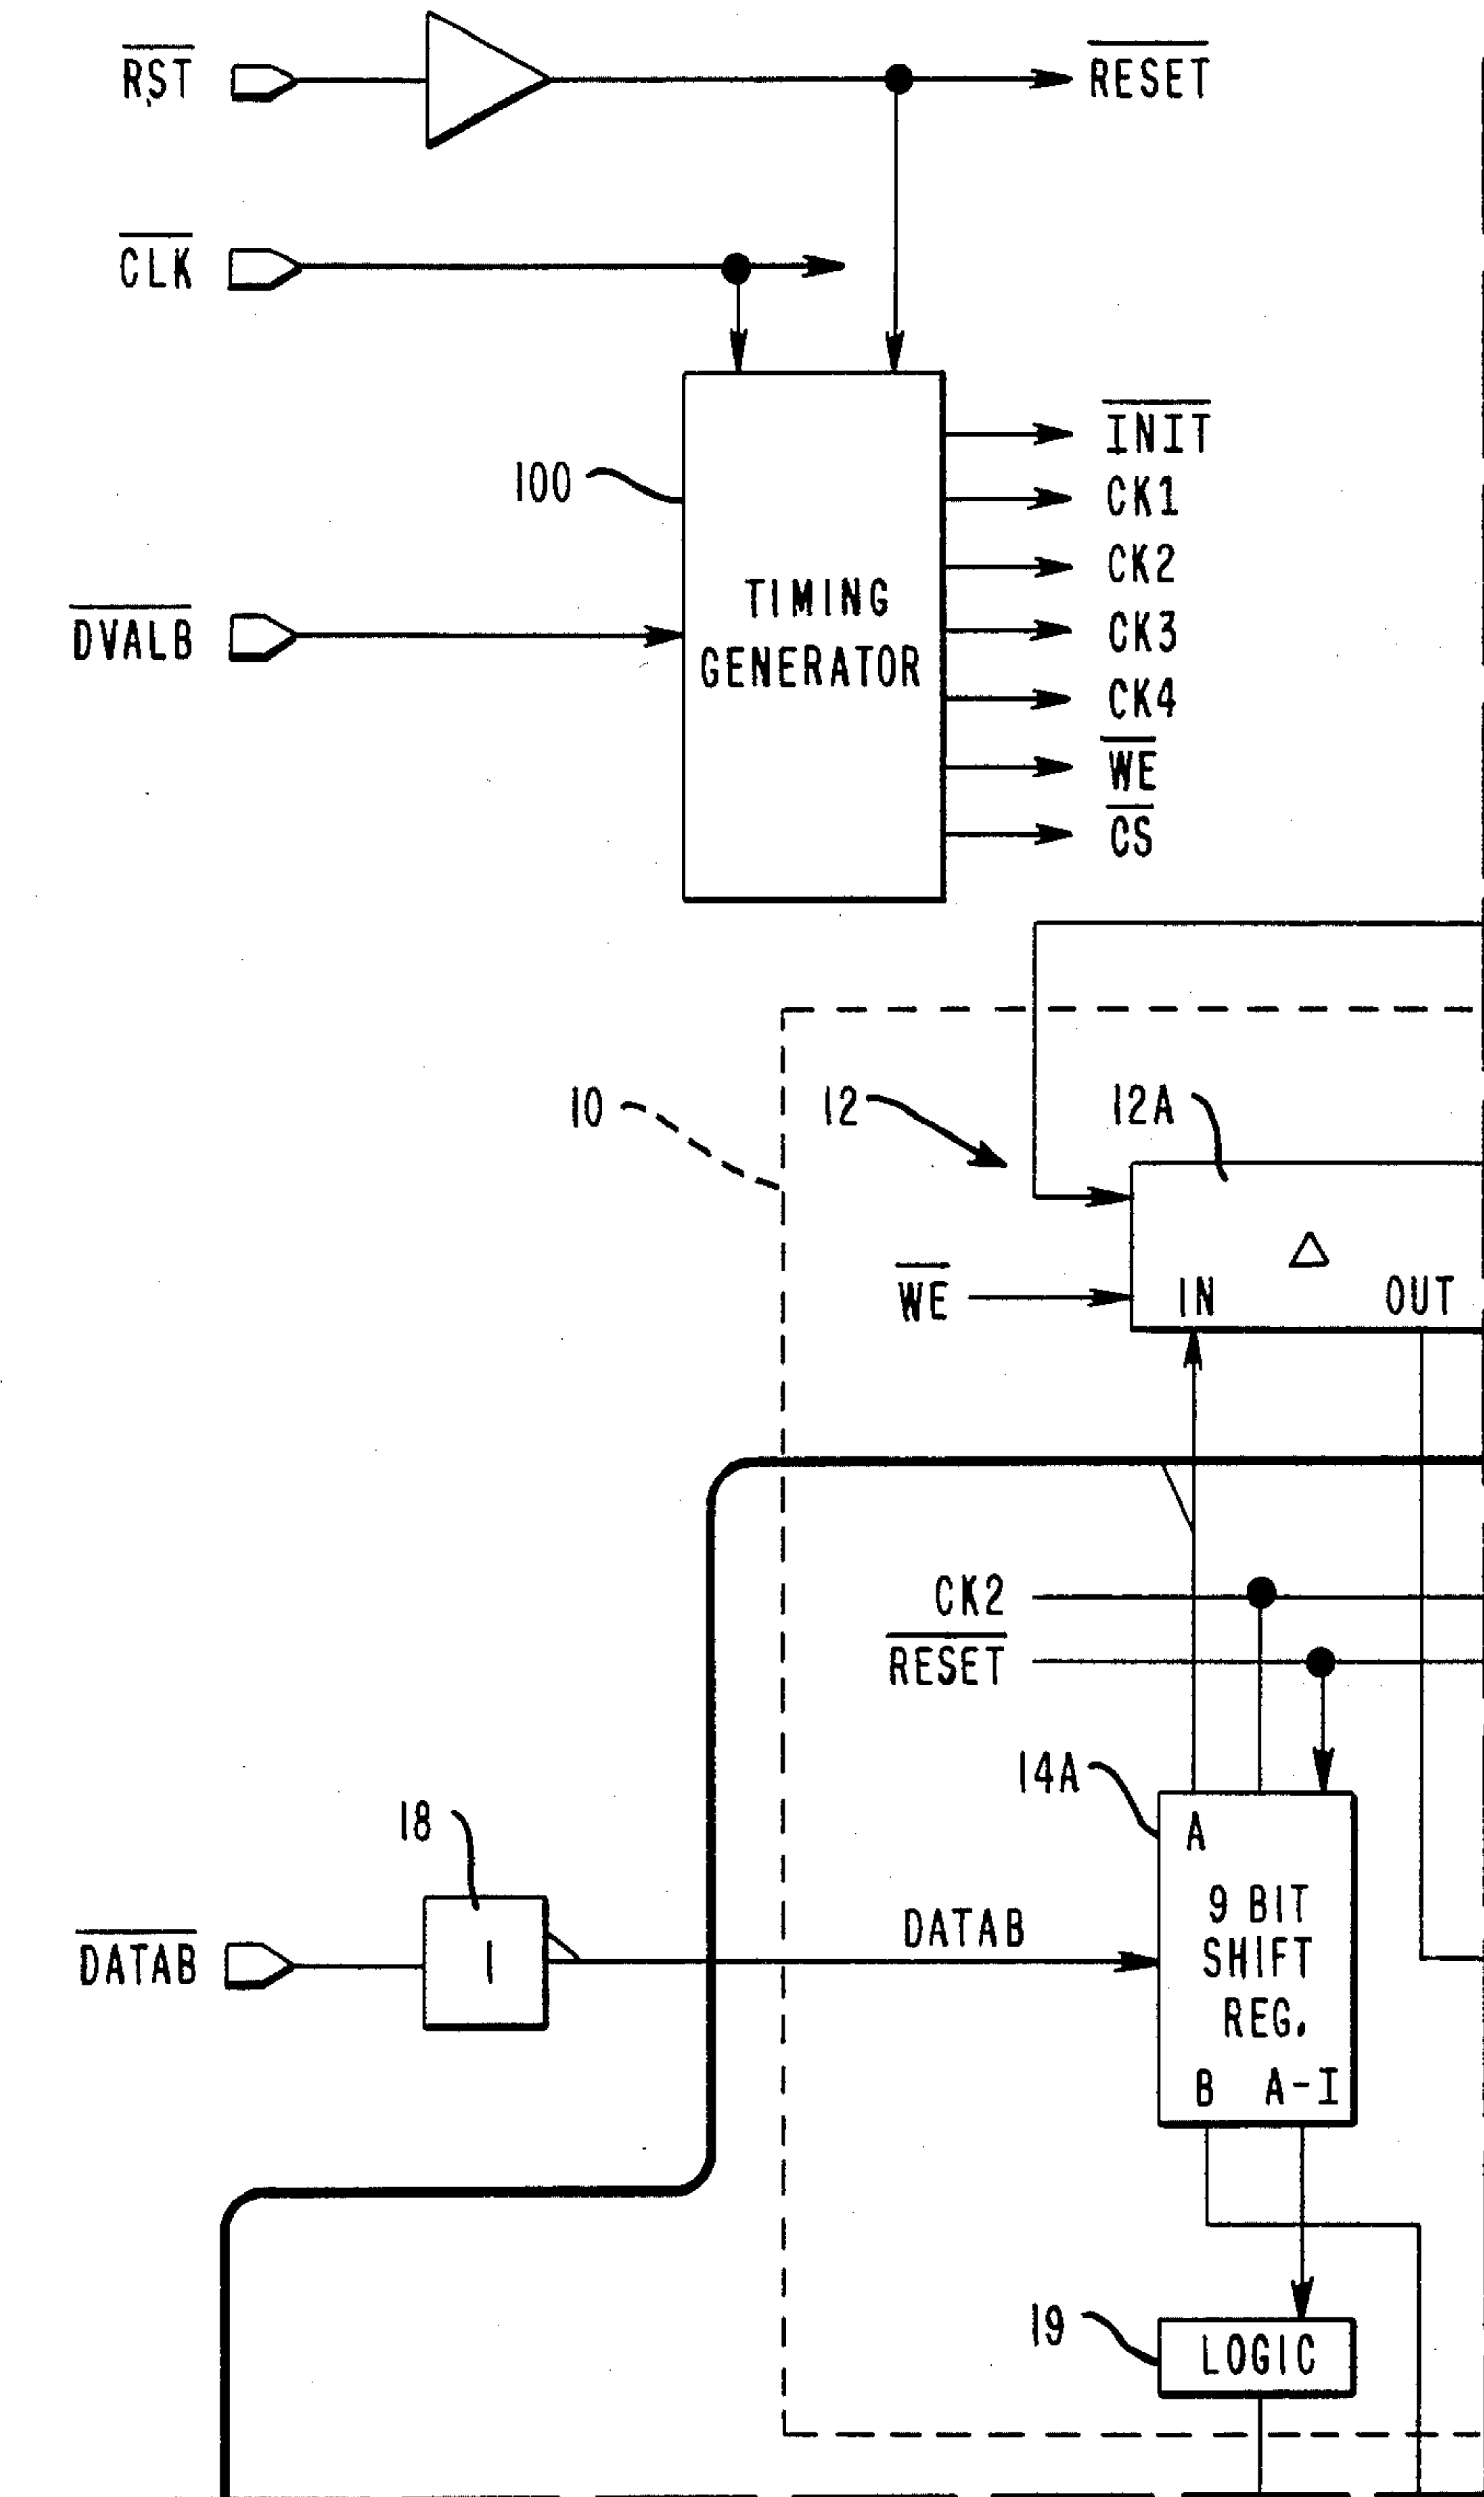 RST
RESET
CLK
INIT
100
CK1
CK2
TIMING
GENERATOR
CK3
DVALB
CK4
WE
CS
10
12
12A
Δ
WE
IN
OUT
CK2
RESET
14A
18
A
9 BIT
SHIFT
REG.
I
DATAB
DATAB
B
A-I
19
LOGIC